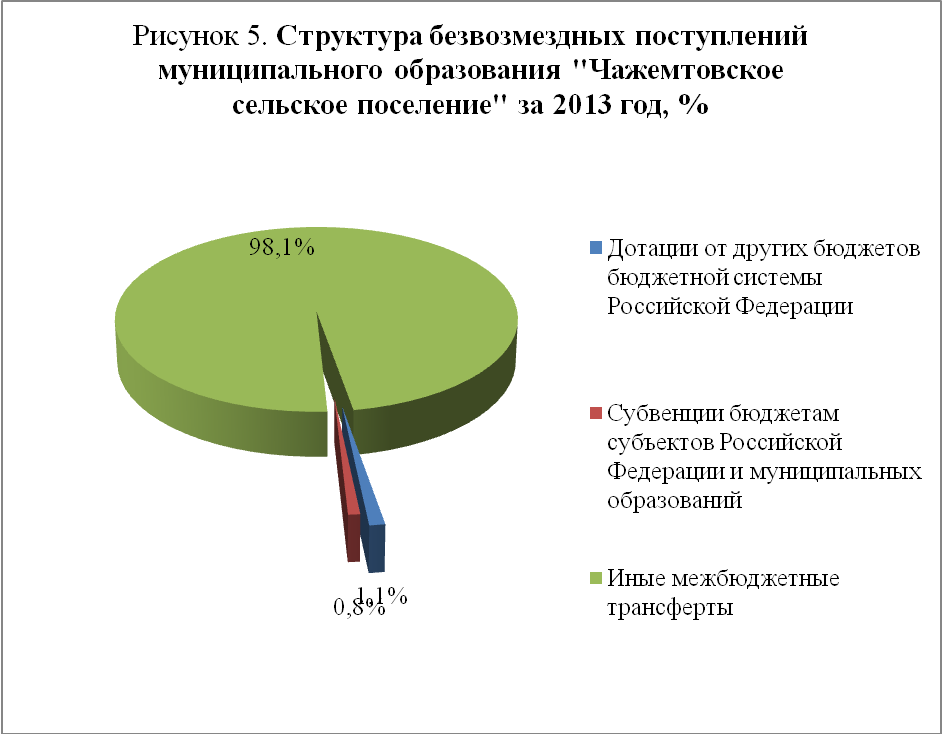 Рисунок 5. Структура безвозмездных поступлений
муниципального образования "Чажемтовское
сельское поселение" за 2013 год, %
98,1%
Дотации от других бюджетов
бюджетной системы
Российской Федерации
Субвенции бюджетам
субъектов Российской
Федерации и муниципальных
образований
Иные межбюджетные
трансферты
1,1%
0,8%